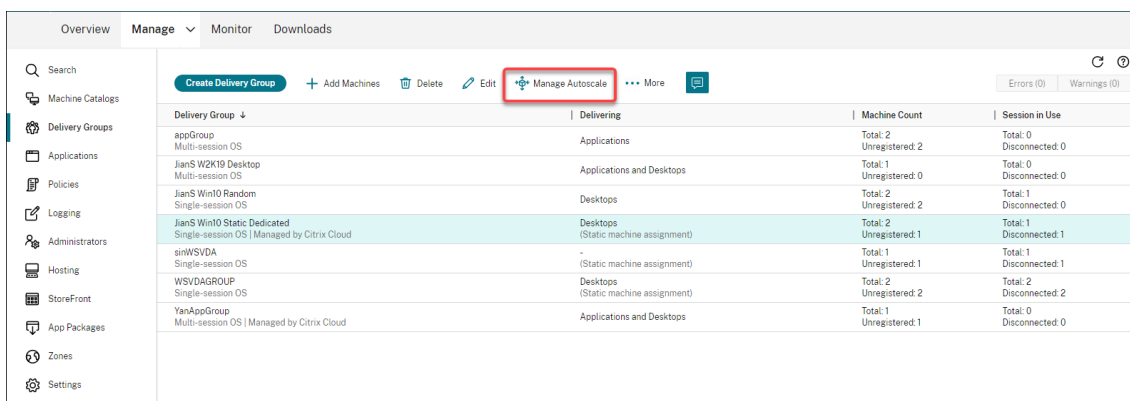 Overview Manage Monitor Downloads
Search
Machine Catalogs
Delivery Groups
Applications
Policies
Logging
Administrators
Hosting
StoreFront
App Packages
Zones
Settings
Create Delivery Group Add Machines Delete Edit Manage Autoscale More Errors (0) Warnings (0)
Delivery Group ↓ Delivering Machine Count Session in Use
appGroup Applications Total: 2 Total: 0
Multi-session OS Unregistered: 2 Disconnected: 0
JianS W2K19 Desktop Applications and Desktops Total: 1 Total: 0
Multi-session OS Unregistered: 0 Disconnected: 0
JianS Win10 Random Desktops Total: 2 Total: 1
Single-session OS Unregistered: 2 Disconnected: 0
JianS Win10 Static Dedicated Desktops Total: 2 Total: 1
Single-session OS | Managed by Citrix Cloud (Static machine assignment) Unregistered: 1 Disconnected: 1
sinWSVDA - Total: 1 Total: 1
Single-session OS (Static machine assignment) Unregistered: 1 Disconnected: 1
WSVDAGROUP Desktops Total: 2 Total: 2
Single-session OS (Static machine assignment) Unregistered: 2 Disconnected: 2
YanAppGroup Applications and Desktops Total: 1 Total: 0
Multi-session OS | Managed by Citrix Cloud Unregistered: 1 Disconnected: 0